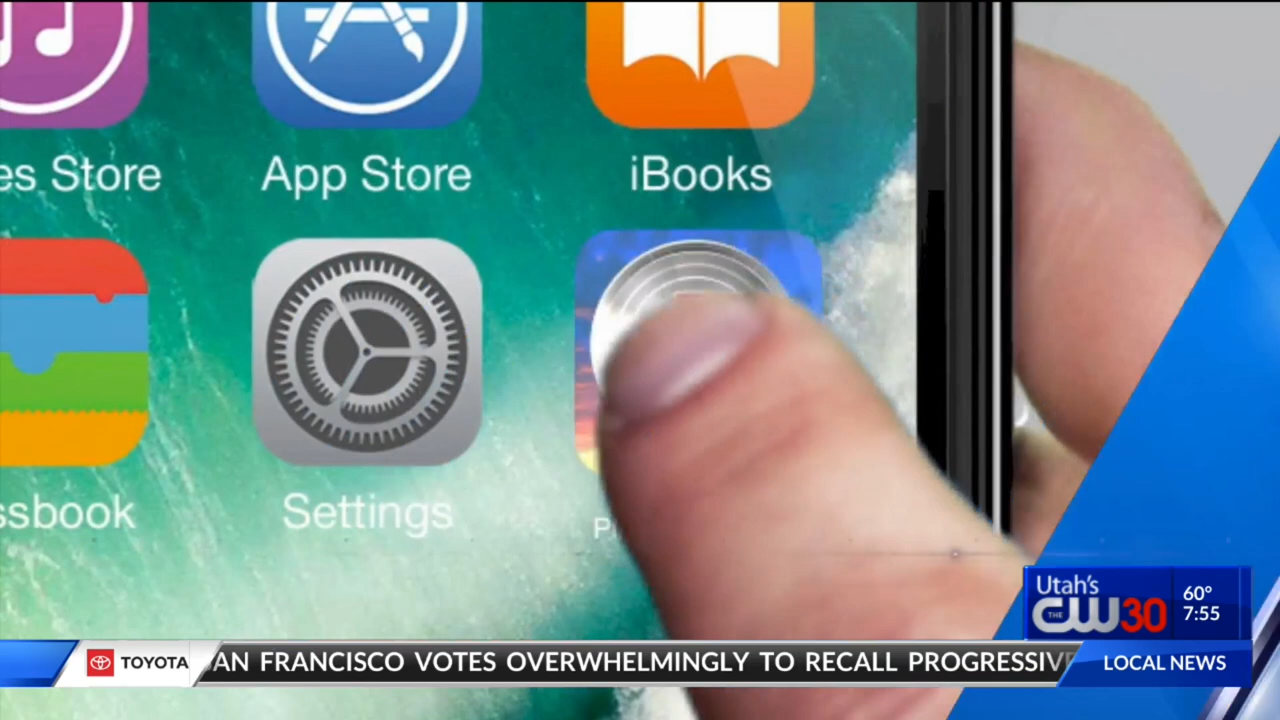 es Store
App Store
iBooks
ssbook
Settings
P
Utah's
THE CW30
60°
7:55
TOYOTA
AN FRANCISCO VOTES OVERWHELMINGLY TO RECALL PROGRESSIV
LOCAL NEWS